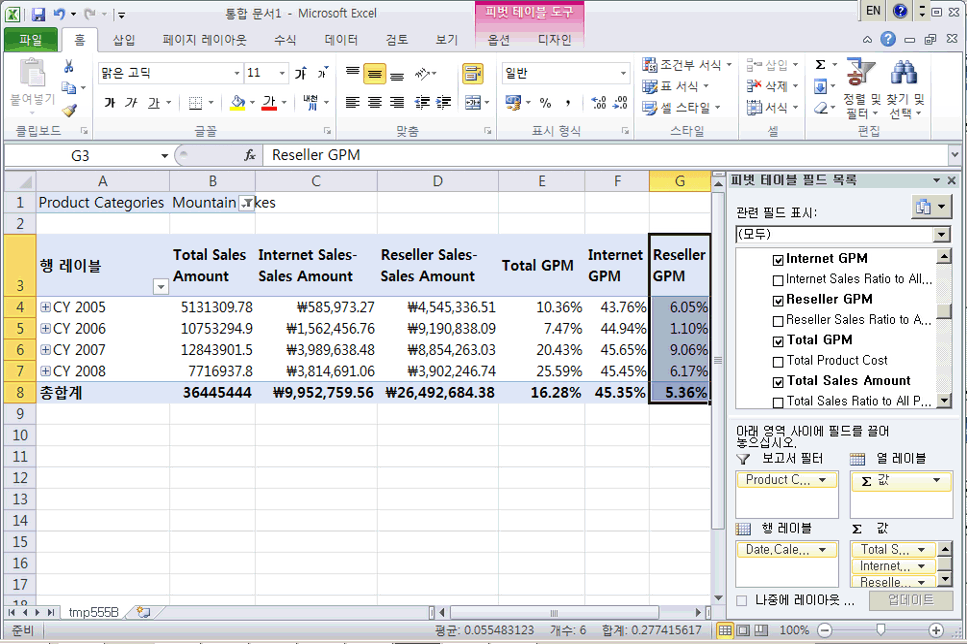 통합 문서1 - Microsoft Excel
피벗 테이블 도구
EN
파일 홈 삽입 페이지 레이아웃 수식 데이터 검토 보기 옵션 디자인
붙여넣기
맑은 고딕 11
가 가 가 가
내천
일반
% ,
조건부 서식
표 서식
셀 스타일
삽입
삭제
서식
Σ
정렬 및 필터
찾기 및 선택
클립보드 글꼴 맞춤 표시 형식 스타일 셀 편집
G3 fx Reseller GPM
A B C D E F G
1 Product Categories Mountain kes
2
3 행 레이블 Total Sales Amount Internet Sales-Sales Amount Reseller Sales-Sales Amount Total GPM Internet GPM Reseller GPM
4 CY 2005 5131309.78 ₩585,973.27 ₩4,545,336.51 10.36% 43.76% 6.05%
5 CY 2006 10753294.9 ₩1,562,456.76 ₩9,190,838.09 7.47% 44.94% 1.10%
6 CY 2007 12843901.5 ₩3,989,638.48 ₩8,854,263.03 20.43% 45.65% 9.06%
7 CY 2008 7716937.8 ₩3,814,691.06 ₩3,902,246.74 25.59% 45.45% 6.17%
8 총합계 36445444 ₩9,952,759.56 ₩26,492,684.38 16.28% 45.35% 5.36%
9
10
11
12
13
14
15
16
17
18
피벗 테이블 필드 목록
관련 필드 표시:
(모두)
Internet GPM
Internet Sales Ratio to All...
Reseller GPM
Reseller Sales Ratio to A...
Total GPM
Total Product Cost
Total Sales Amount
Total Sales Ratio to All P...
아래 영역 사이에 필드를 끌어
놓으십시오.
보고서 필터 열 레이블
Product C... Σ 값
행 레이블 Σ 값
Date,Cale... Total S...
Internet...
Reselle...
나중에 레이아웃 ... 업데이트
tmp555B
준비 평균: 0.055483123 개수: 6 합계: 0.277415617 100%